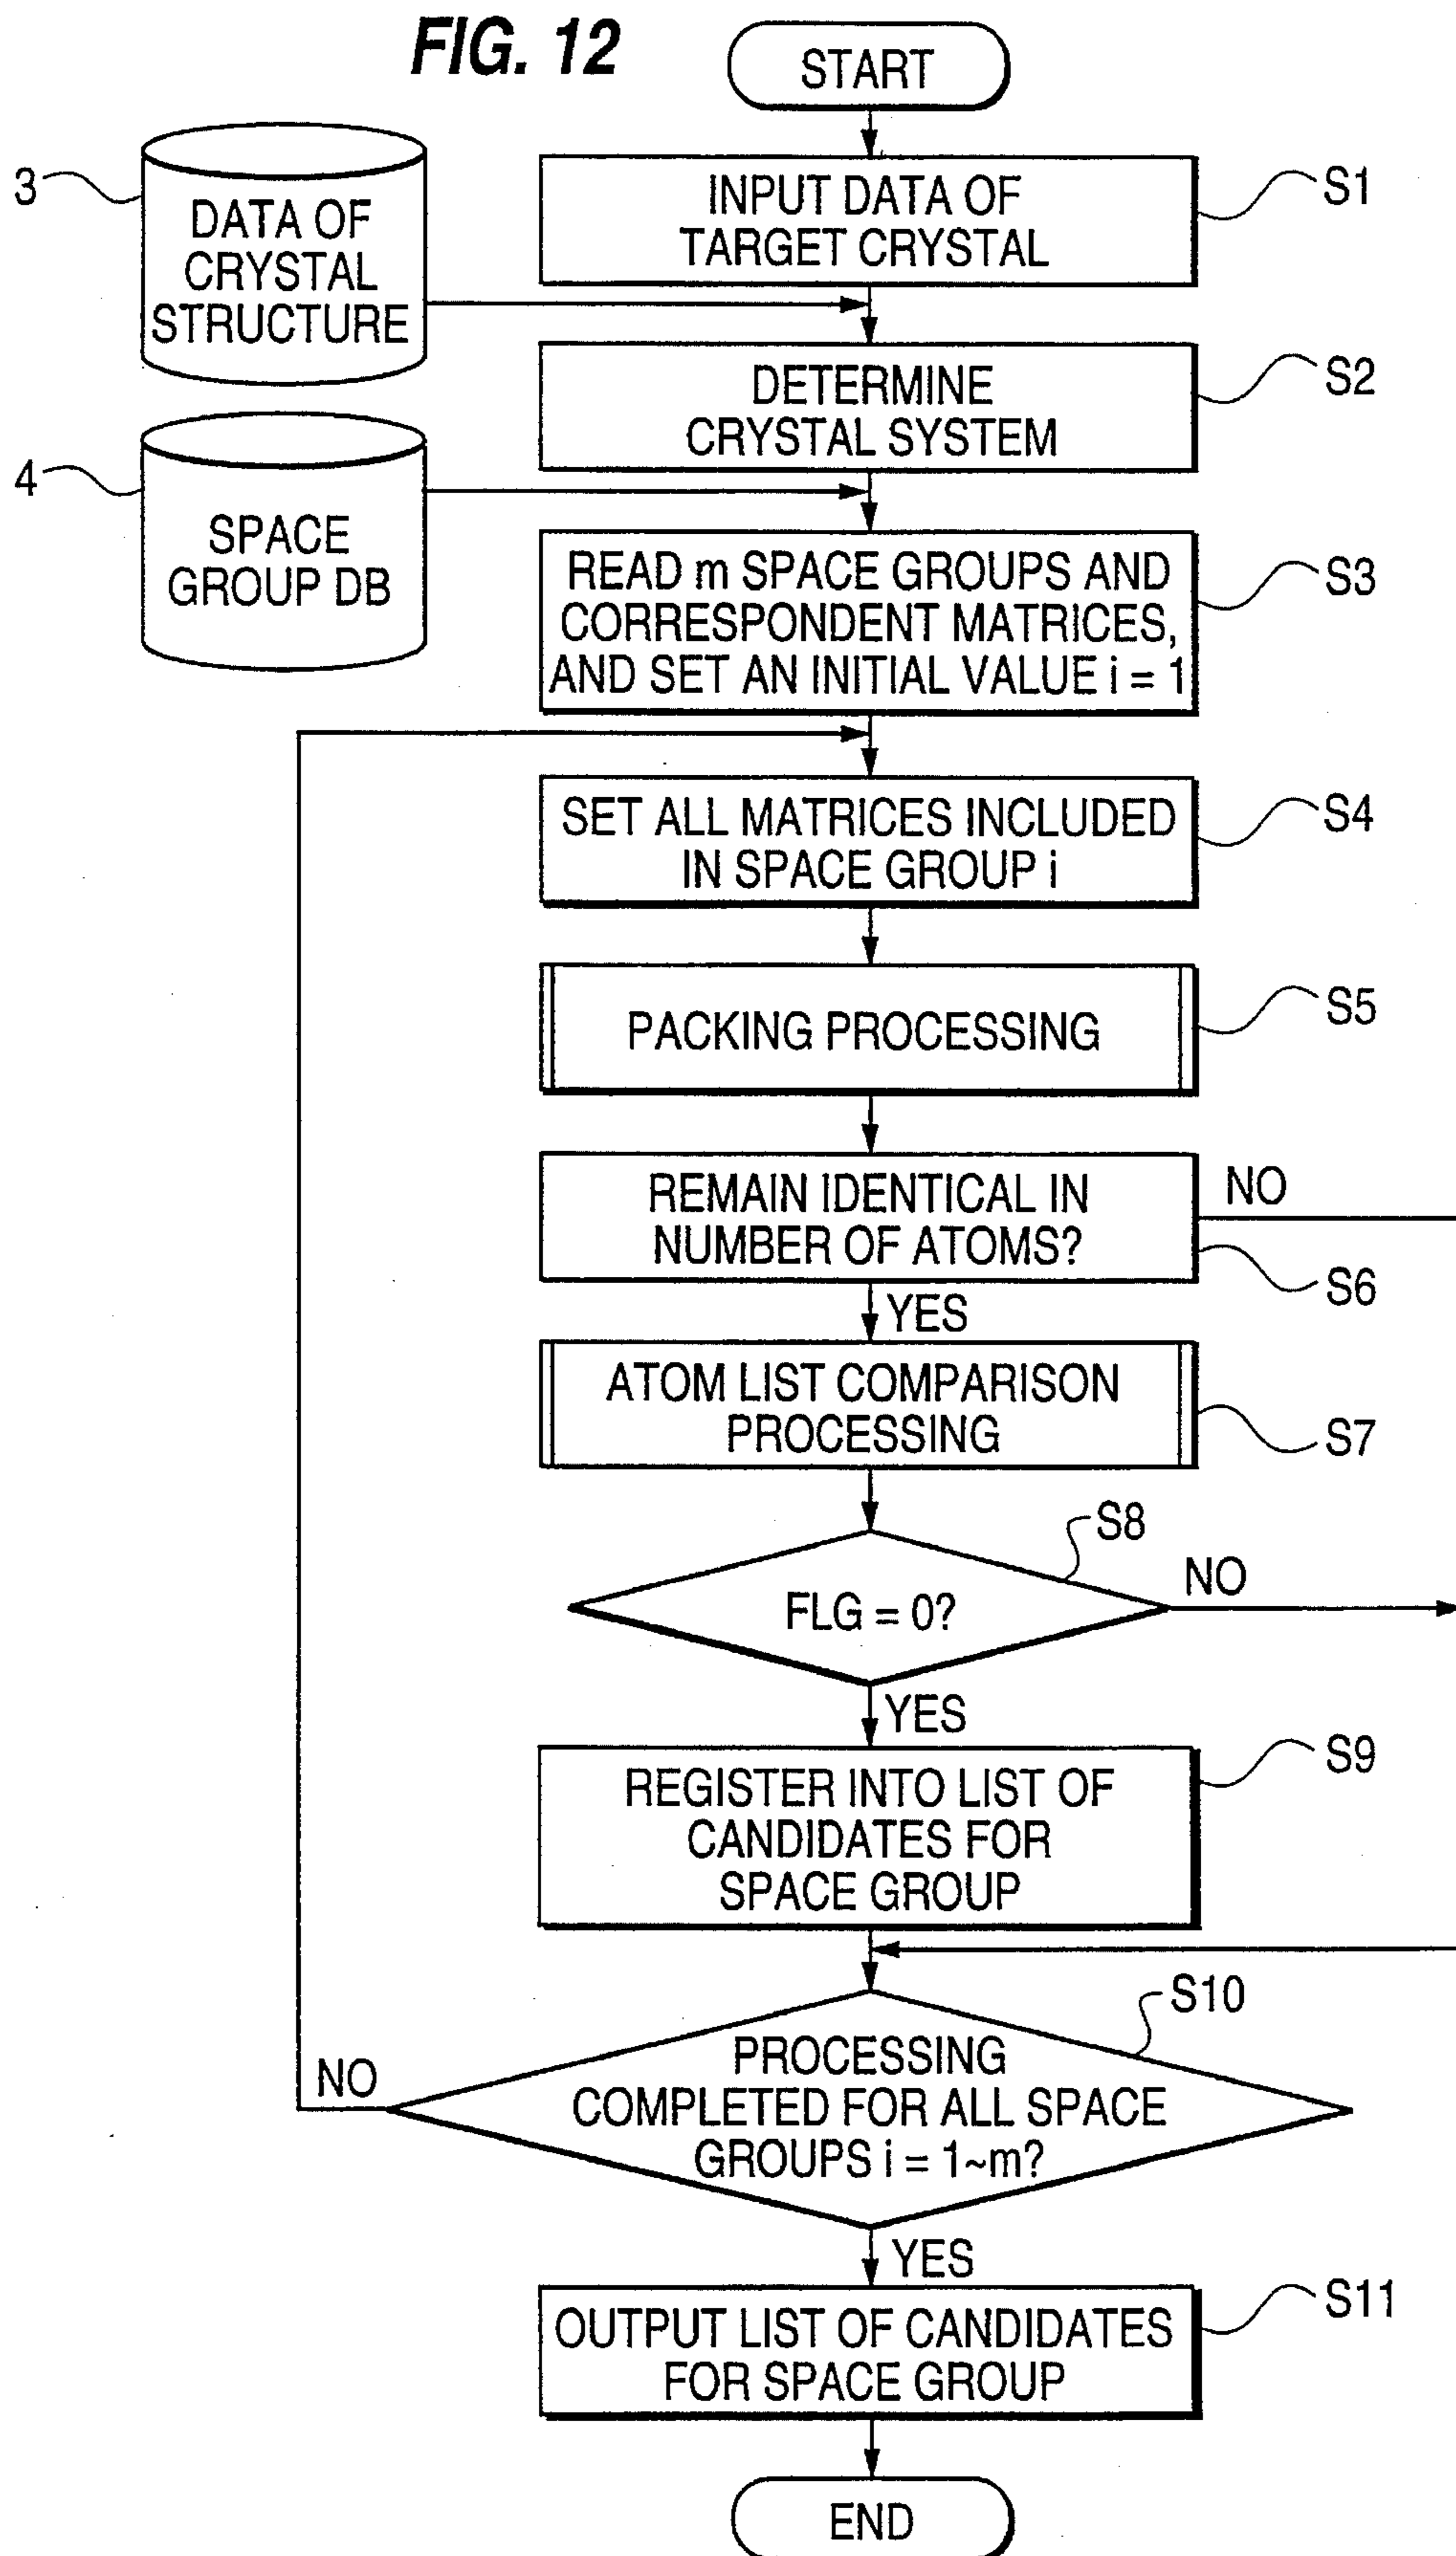 FIG. 12
START
3
DATA OF
CRYSTAL
STRUCTURE
INPUT DATA OF
TARGET CRYSTAL
S1
DETERMINE
CRYSTAL SYSTEM
S2
4
SPACE
GROUP DB
READ m SPACE GROUPS AND
CORRESPONDENT MATRICES,
AND SET AN INITIAL VALUE i = 1
S3
SET ALL MATRICES INCLUDED
IN SPACE GROUP i
S4
PACKING PROCESSING
S5
REMAIN IDENTICAL IN
NUMBER OF ATOMS?
NO
S6
YES
ATOM LIST COMPARISON
PROCESSING
S7
S8
FLG = 0?
NO
YES
REGISTER INTO LIST OF
CANDIDATES FOR
SPACE GROUP
S9
S10
PROCESSING
COMPLETED FOR ALL SPACE
GROUPS i = 1~m?
NO
YES
OUTPUT LIST OF CANDIDATES
FOR SPACE GROUP
S11
END